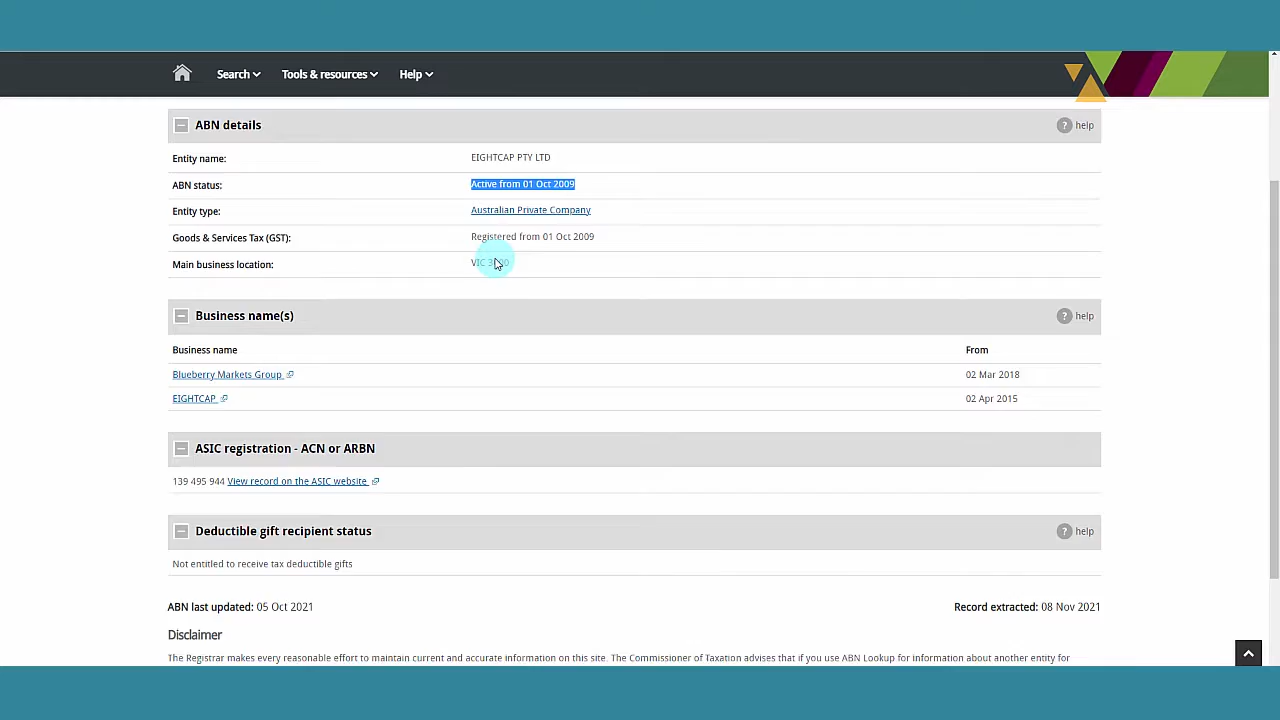 Search Tools & resources Help
ABN details help
Entity name: EIGHTCAP PTY LTD
ABN status: Active from 01 Oct 2009
Entity type: Australian Private Company
Goods & Services Tax (GST): Registered from 01 Oct 2009
Main business location: VIC
Business name(s) help
Business name From
Blueberry Markets Group 02 Mar 2018
EIGHTCAP 02 Apr 2015
ASIC registration - ACN or ARBN
139 495 944 View record on the ASIC website
Deductible gift recipient status help
Not entitled to receive tax deductible gifts
ABN last updated: 05 Oct 2021 Record extracted: 08 Nov 2021
Disclaimer
The Registrar makes every reasonable effort to maintain current and accurate information on this site. The Commissioner of Taxation advises that if you use ABN Lookup for information about another entity for